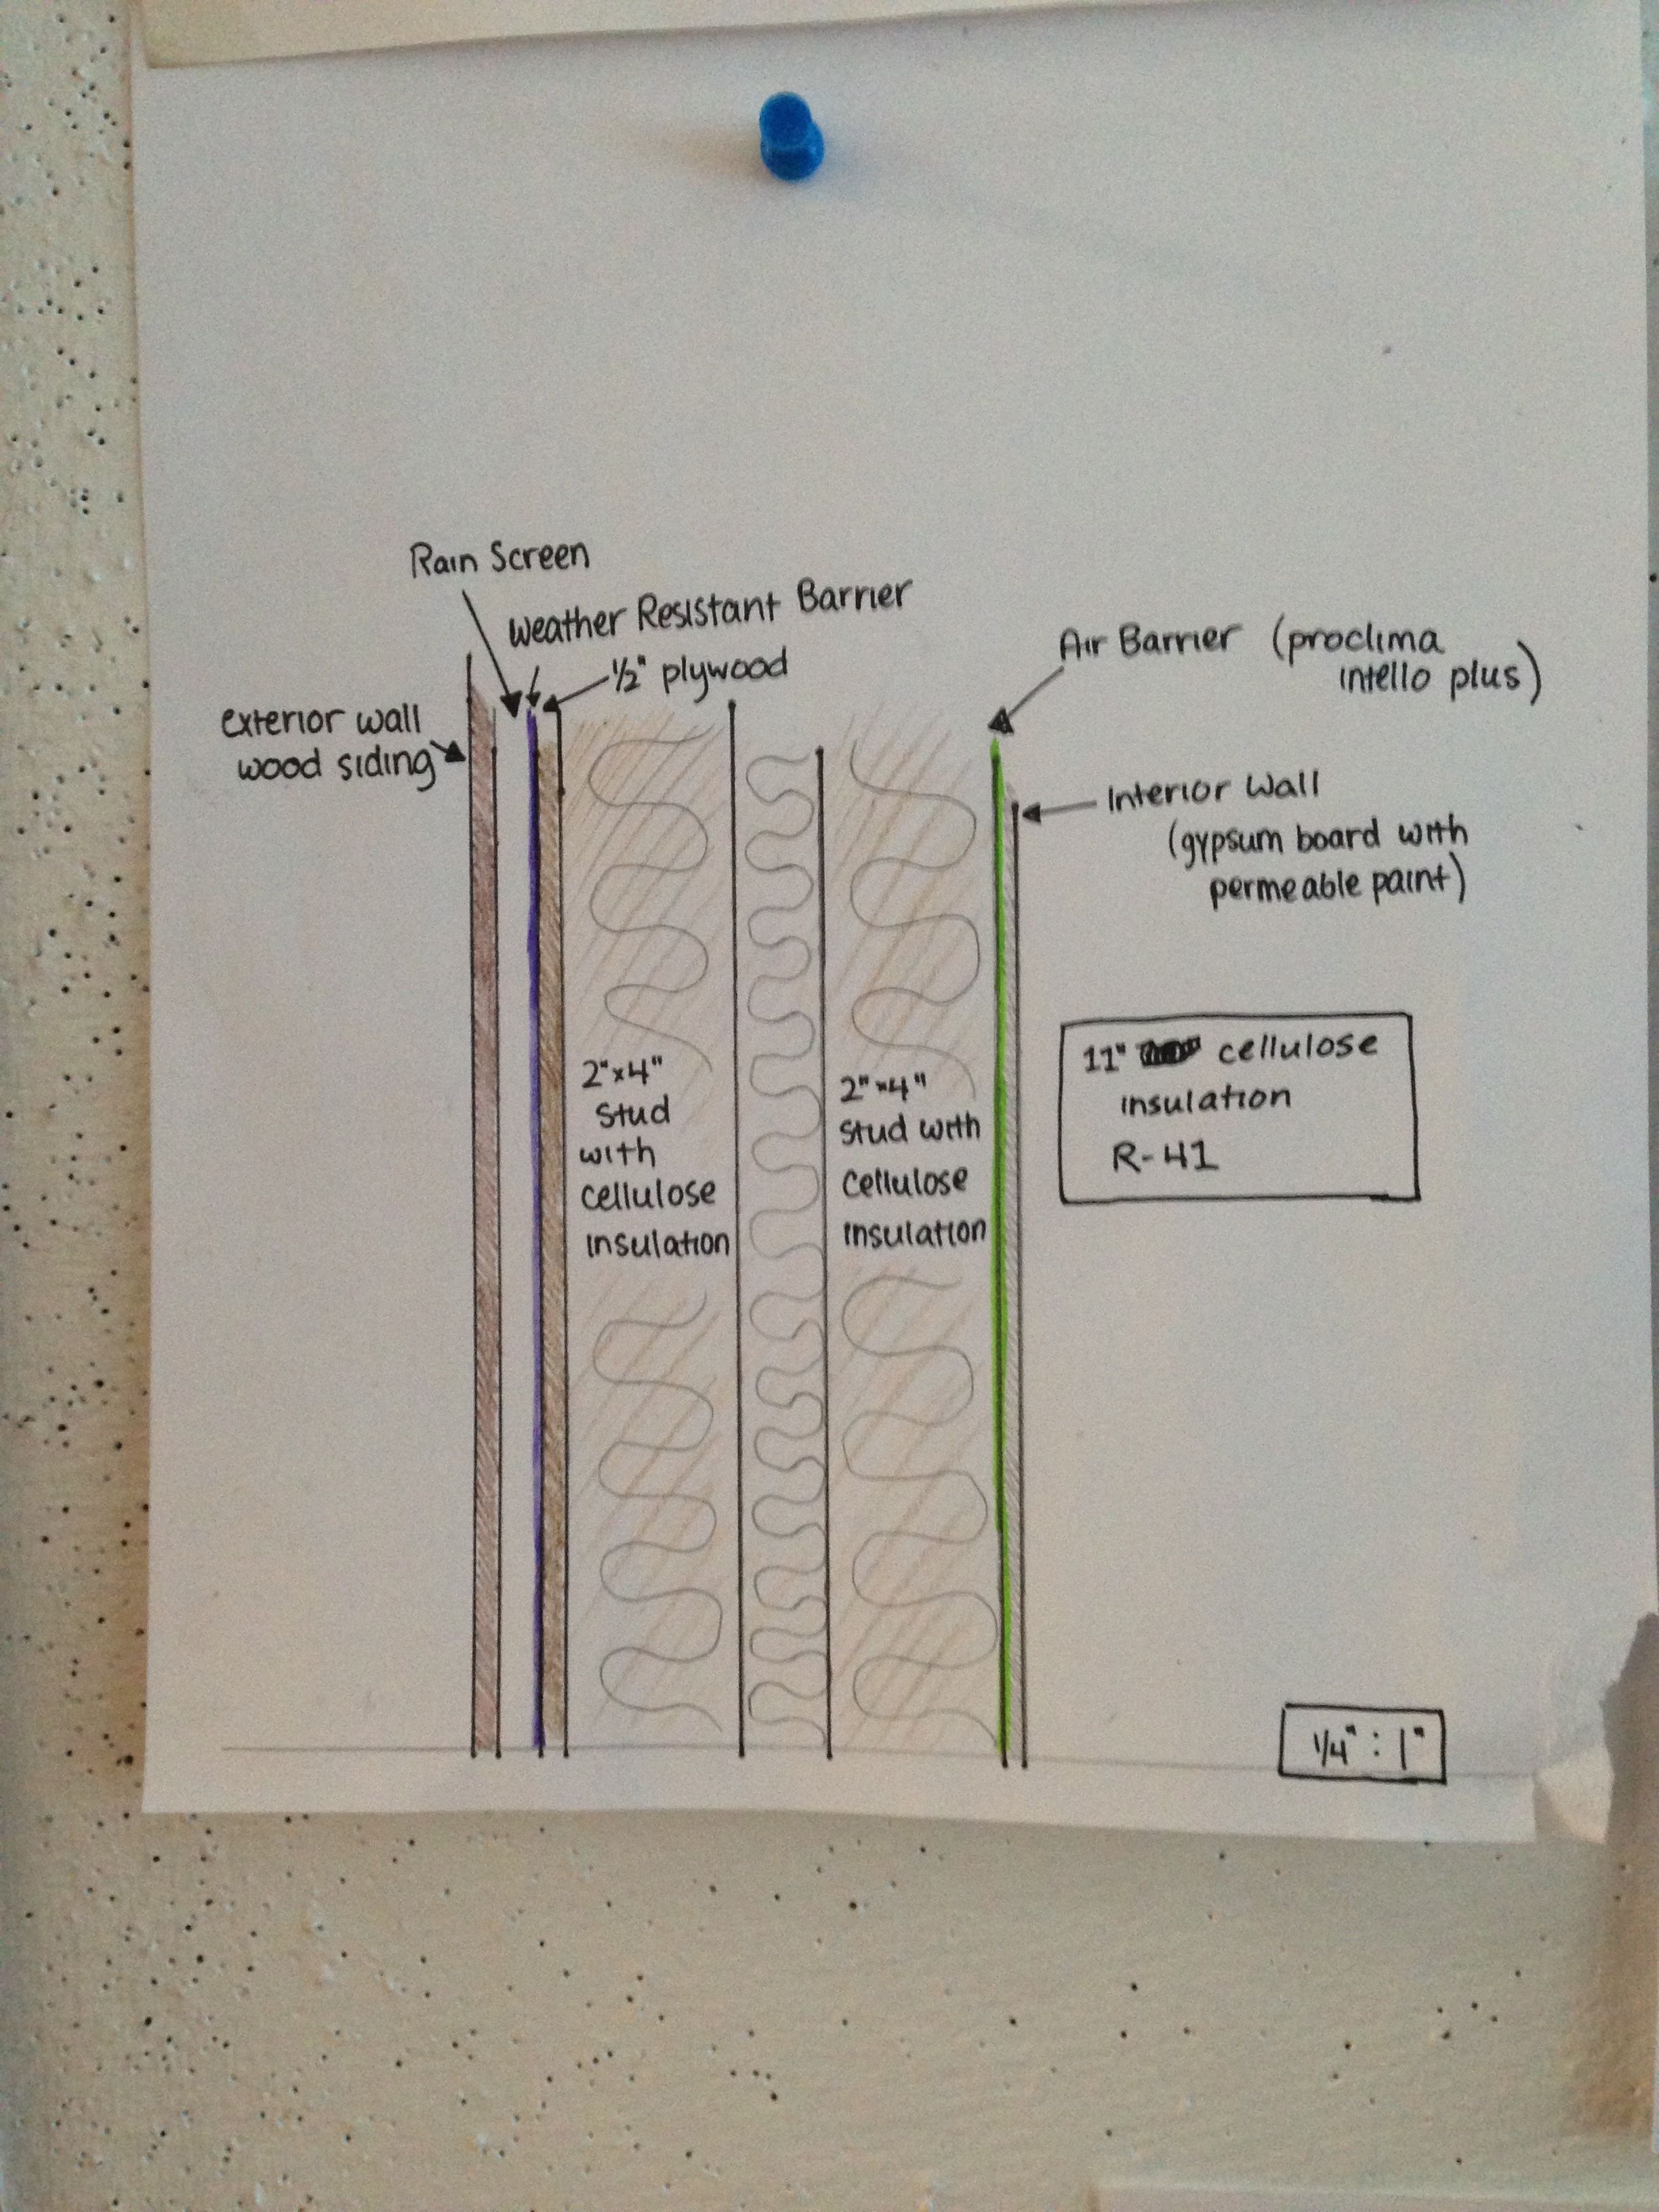 Rain Screen
Weather Resistant Barrier
1/2" plywood
exterior wall
wood siding
Air Barrier (proclima
intello plus)
Interior Wall
(gypsum board with
permeable paint)
2"x4"
Stud
with
cellulose
insulation
2"x4"
Stud with
cellulose
insulation
11" cellulose
insulation
R-41
1/4" : 1"